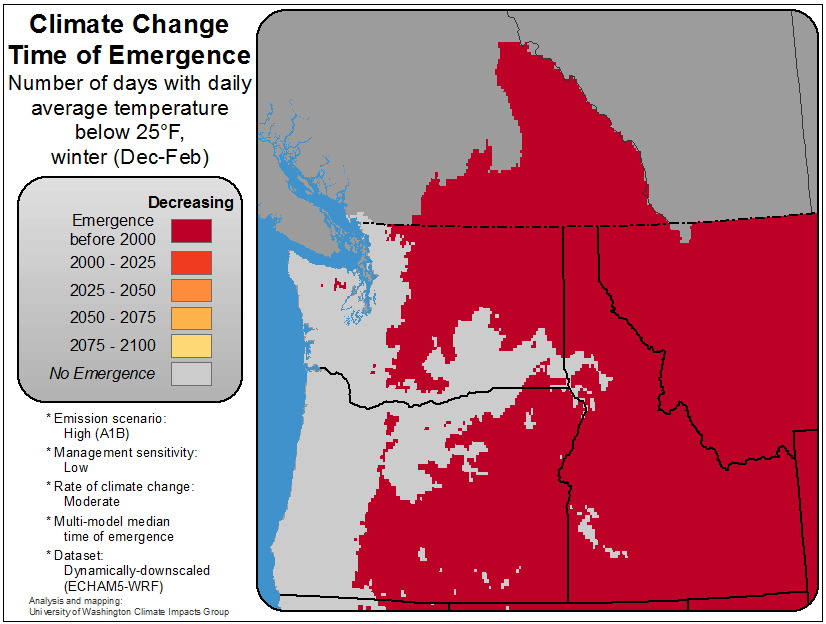 Climate Change
Time of Emergence
Number of days with daily
average temperature
below 25°F,
winter (Dec-Feb)
Decreasing
Emergence
before 2000
2000 - 2025
2025 - 2050
2050 - 2075
2075 - 2100
No Emergence
* Emission scenario:
High (A1B)
* Management sensitivity:
Low
* Rate of climate change:
Moderate
* Multi-model median
time of emergence
* Dataset:
Dynamically-downscaled
(ECHAM5-WRF)
Analysis and mapping:
University of Washington Climate Impacts Group